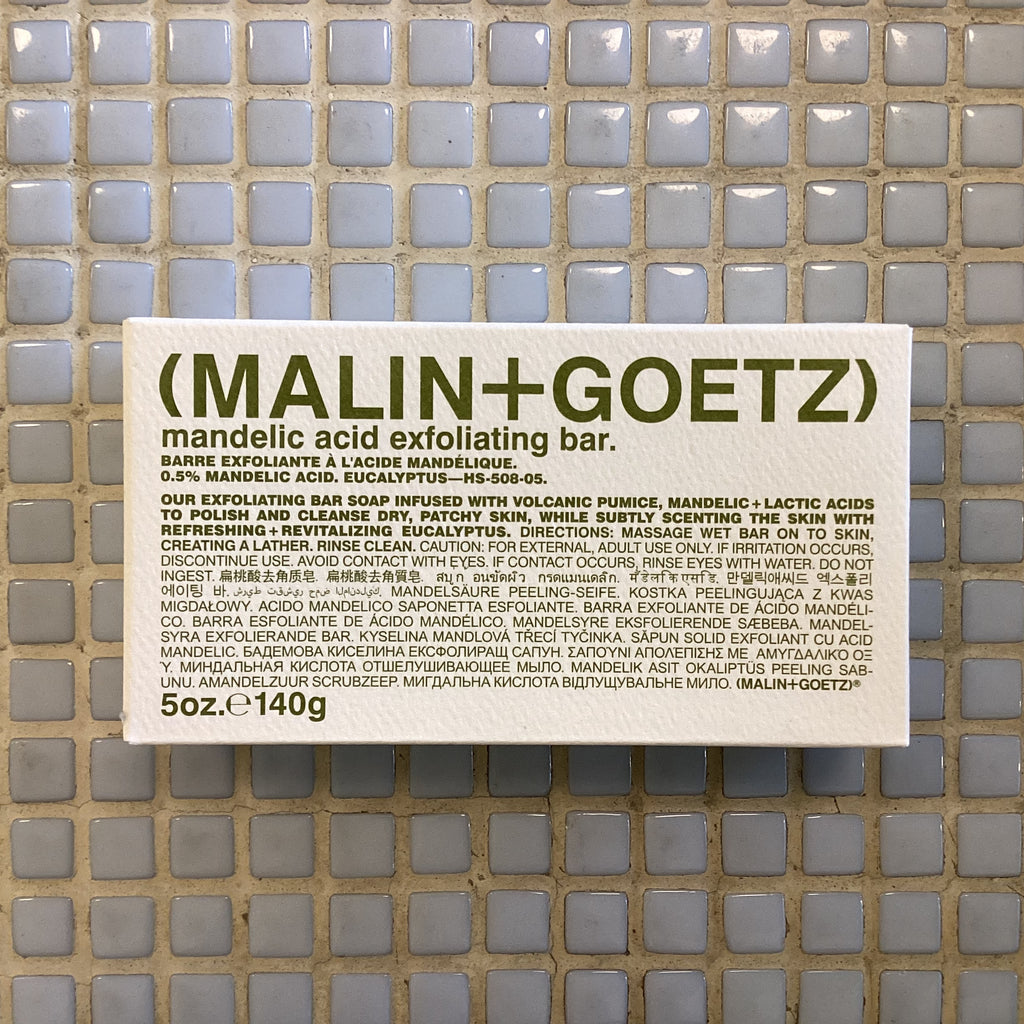 (MALIN+GOETZ)
mandelic acid exfoliating bar.
BARRE EXFOLIANTE À L'ACIDE MANDÉLIQUE.
0.5% MANDELIC ACID. EUCALYPTUS—HS-508-05.
OUR EXFOLIATING BAR SOAP INFUSED WITH VOLCANIC PUMICE, MANDELIC+LACTIC ACIDS
TO POLISH AND CLEANSE DRY, PATCHY SKIN, WHILE SUBTLY SCENTING THE SKIN WITH
REFRESHING+REVITALIZING EUCALYPTUS. DIRECTIONS: MASSAGE WET BAR ON TO SKIN,
CREATING A LATHER. RINSE CLEAN. CAUTION: FOR EXTERNAL, ADULT USE ONLY. IF IRRITATION OCCURS,
DISCONTINUE USE. AVOID CONTACT WITH EYES. IF CONTACT OCCURS, RINSE EYES WITH WATER. DO NOT
INGEST. 扁桃酸去角质皂. 扁桃酸去角質皂. 만델릭애씨드 엑스폴리
에이팅 바. MANDELSÄURE PEELING-SEIFE. KOSTKA PEELINGUJĄCA Z KWAS
MIGDAŁOWY. ACIDO MANDELICO SAPONETTA ESFOLIANTE. BARRA EXFOLIANTE DE ÁCIDO MANDÉLI-
CO. BARRA ESFOLIANTE DE ÁCIDO MANDÉLICO. MANDELSYRE EKSFOLIERENDE SÆBEBA. MANDEL-
SYRA EXFOLIERANDE BAR. KYSELINA MANDLOVÁ TŘECÍ TYČINKA. SĂPUN SOLID EXFOLIANT CU ACID
MANDELIC. БАДЕМОВА КИСЕЛИНА ЕКСФОЛИРАЩ САПУН. ΣΑΠΟΥΝΙ ΑΠΟΛΕΠΙΣΗΣ ΜΕ ΑΜΥΓΔΑΛΙΚΟ ΟΞ-
Ύ. МИНДАЛЬНАЯ КИСЛОТА ОТШЕЛУШИВАЮЩЕЕ МЫЛО. MANDELIK ASIT OKALIPTÜS PEELING SAB-
UNU. AMANDELZUUR SCRUBZEEP. МИГДАЛЬНА КИСЛОТА ВІДЛУЩУВАЛЬНЕ МИЛО. (MALIN+GOETZ)®
5oz.℮140g